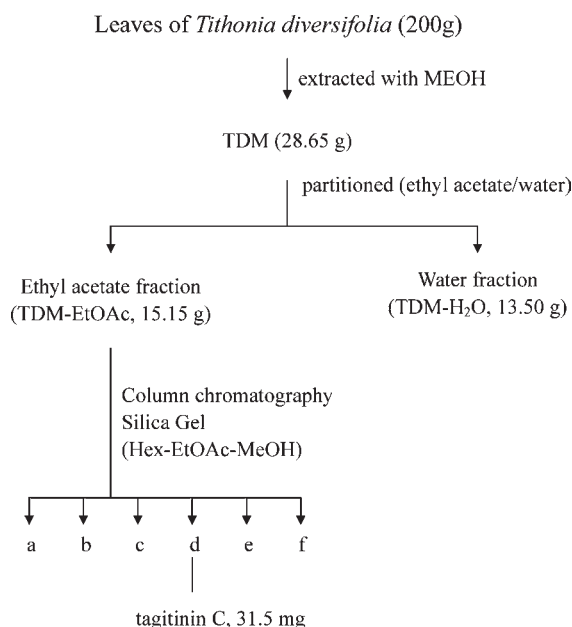 Leaves of Tithonia diversifolia (200g)
extracted with MEOH
TDM (28.65 g)
partitioned (ethyl acetate/water)
Ethyl acetate fraction
(TDM-EtOAc, 15.15 g)
Water fraction
(TDM-H₂O, 13.50 g)
Column chromatography
Silica Gel
(Hex-EtOAc-MeOH)
a b c d e f
tagitinin C, 31.5 mg